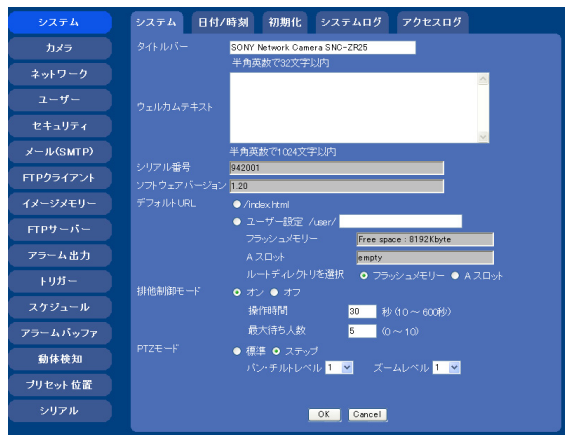 システム
カメラ
ネットワーク
ユーザー
セキュリティ
メール(SMTP)
FTPクライアント
イメージメモリー
FTPサーバー
アラーム出力
トリガー
スケジュール
アラームバッファ
動体検知
プリセット位置
シリアル
システム 日付/時刻 初期化 システムログ アクセスログ
タイトルバー SONY Network Camera SNC-ZR25
半角英数で32文字以内
ウェルカムテキスト
半角英数で1024文字以内
シリアル番号 942001
ソフトウェアバージョン 1.20
デフォルトURL /index.html
ユーザー設定 /user/
フラッシュメモリー Free space : 8192Kbyte
Aスロット empty
ルートディレクトリを選択 フラッシュメモリー Aスロット
排他制御モード オン オフ
操作時間 30 秒(10～600秒)
最大待ち人数 5 (0～10)
PTZモード 標準 ステップ
パン・チルトレベル 1 ズームレベル 1
OK Cancel